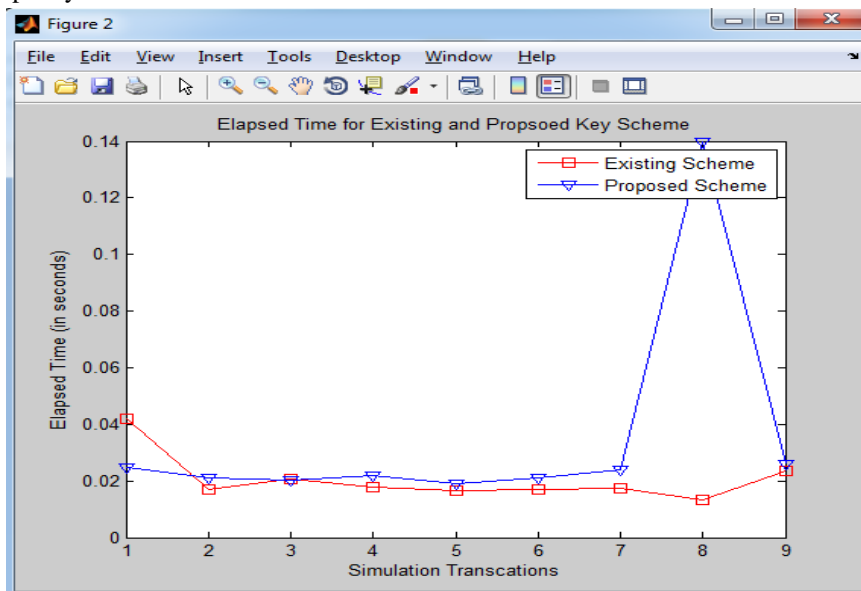 Figure 2
File Edit View Insert Tools Desktop Window Help
Elapsed Time for Existing and Propsoed Key Scheme
Existing Scheme
Proposed Scheme
Elapsed Time (in seconds)
0.14
0.12
0.1
0.08
0.06
0.04
0.02
0
1 2 3 4 5 6 7 8 9
Simulation Transcations